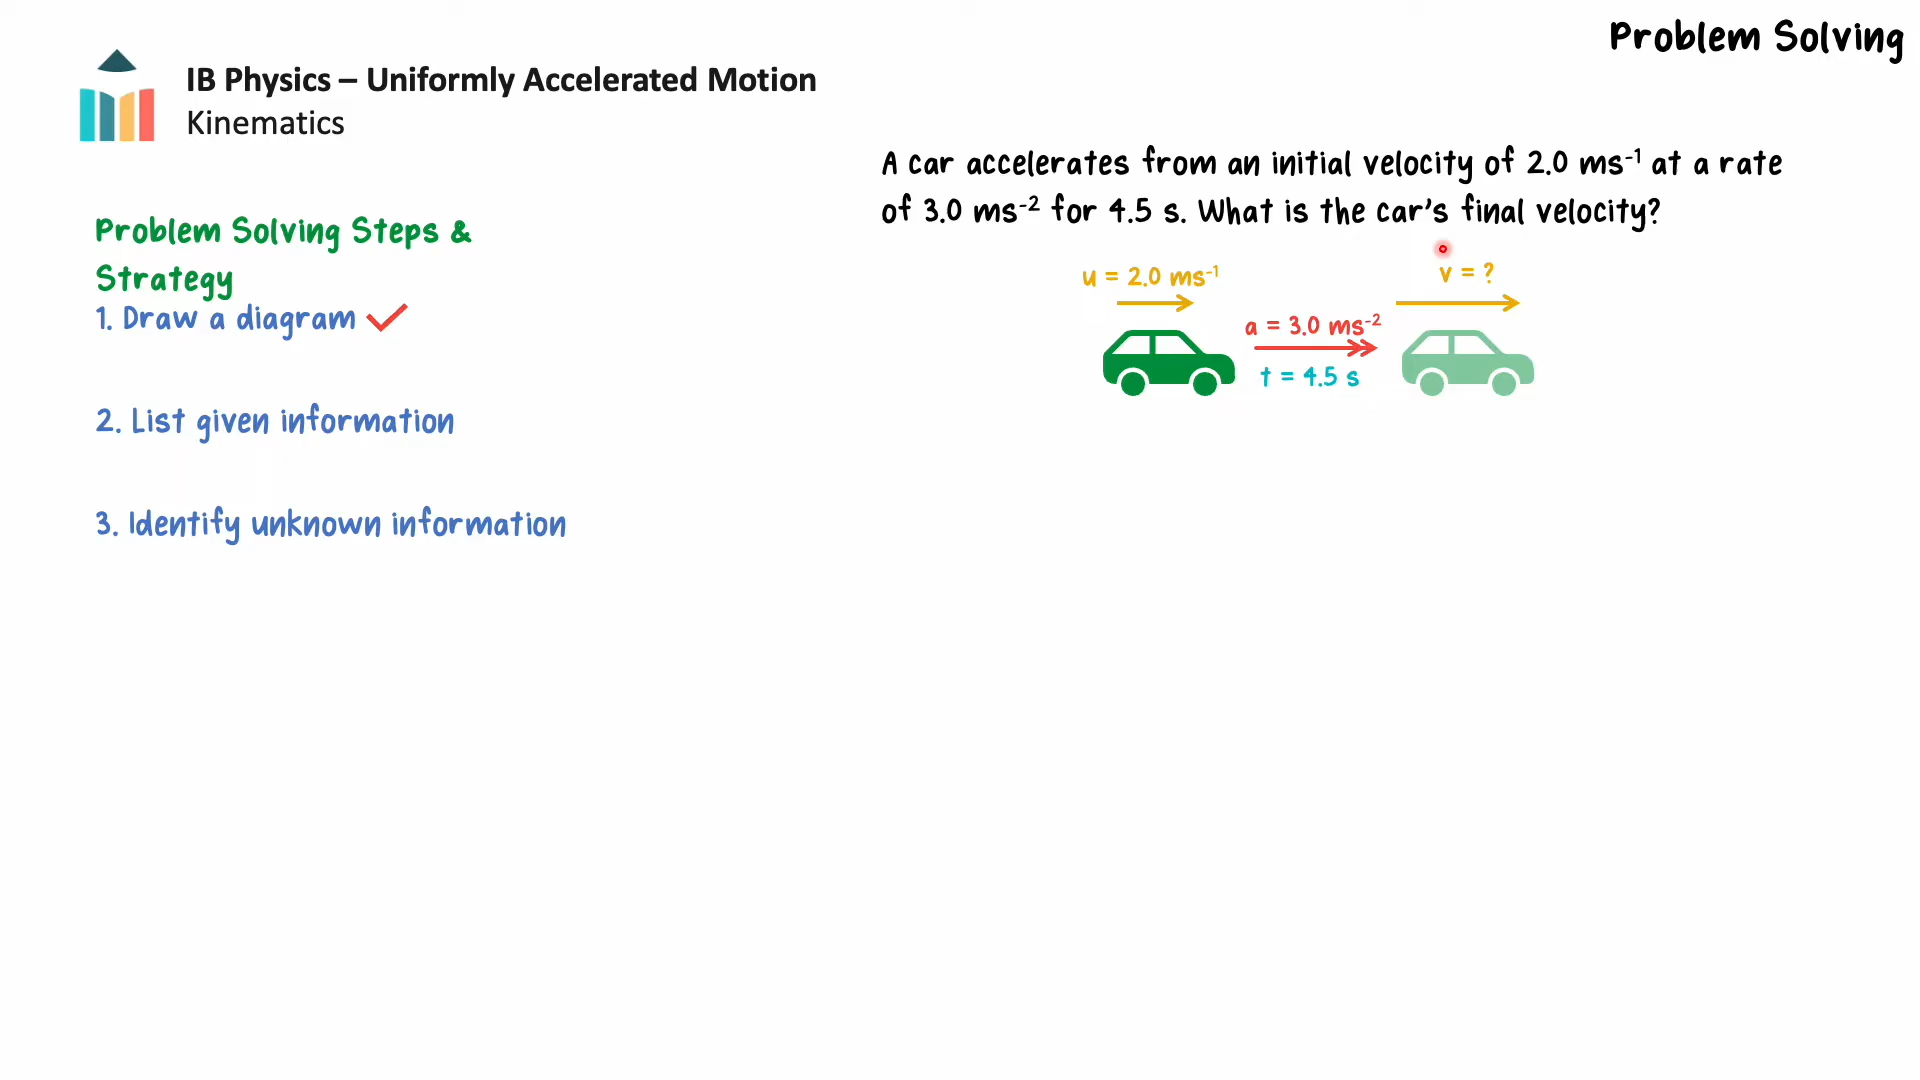 Problem Solving
IB Physics – Uniformly Accelerated Motion
Kinematics
A car accelerates from an initial velocity of 2.0 ms⁻¹ at a rate
of 3.0 ms⁻² for 4.5 s. What is the car's final velocity?
Problem Solving Steps &
Strategy
1. Draw a diagram
2. List given information
3. Identify unknown information
u = 2.0 ms⁻¹
v = ?
a = 3.0 ms⁻²
t = 4.5 s